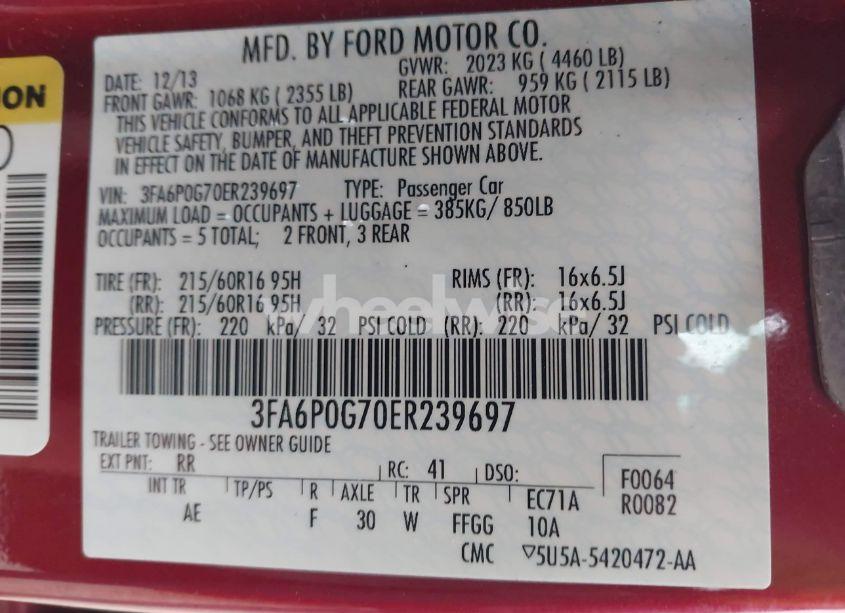 MFD. BY FORD MOTOR CO.
DATE: 12/13 GVWR: 2023 KG ( 4460 LB)
FRONT GAWR: 1068 KG ( 2355 LB) REAR GAWR: 959 KG ( 2115 LB)
THIS VEHICLE CONFORMS TO ALL APPLICABLE FEDERAL MOTOR
VEHICLE SAFETY, BUMPER, AND THEFT PREVENTION STANDARDS
IN EFFECT ON THE DATE OF MANUFACTURE SHOWN ABOVE.
VIN: 3FA6P0G70ER239697 TYPE: Passenger Car
MAXIMUM LOAD = OCCUPANTS + LUGGAGE = 385KG/ 850LB
OCCUPANTS = 5 TOTAL; 2 FRONT, 3 REAR
TIRE (FR): 215/60R16 95H RIMS (FR): 16x6.5J
(RR): 215/60R16 95H (RR): 16x6.5J
wheelwise
PRESSURE (FR): 220 kPa/ 32 PSI COLD (RR): 220 kPa/ 32 PSI COLD
3FA6P0G70ER239697
TRAILER TOWING - SEE OWNER GUIDE
EXT PNT: RR RC: 41 DSO: F0064
INT TR TP/PS R AXLE TR SPR EC71A R0082
AE F 30 W FFGG 10A
CMC ▽5U5A-5420472-AA